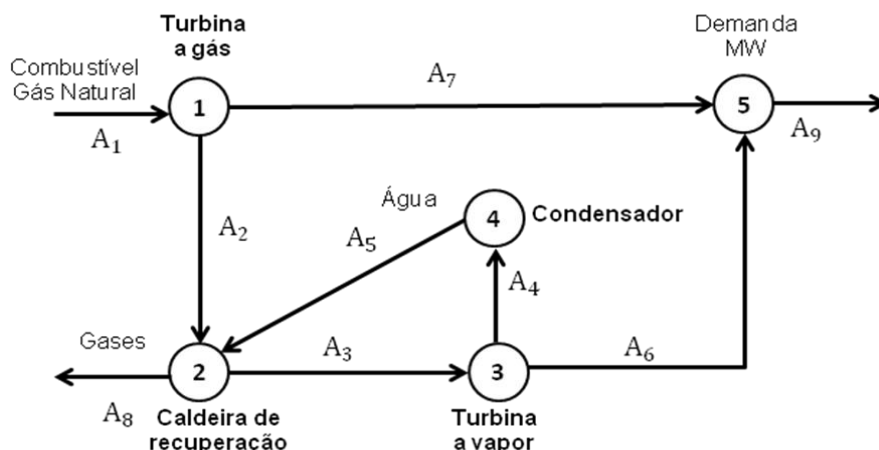 Turbina
a gás
Combustível
Gás Natural
A₁
1
A₇
Demanda
MW
5
A₉
A₂
Água
A₅
4
Condensador
A₄
Gases
A₈
2
Caldeira de
recuperação
A₃
3
Turbina
a vapor
A₆